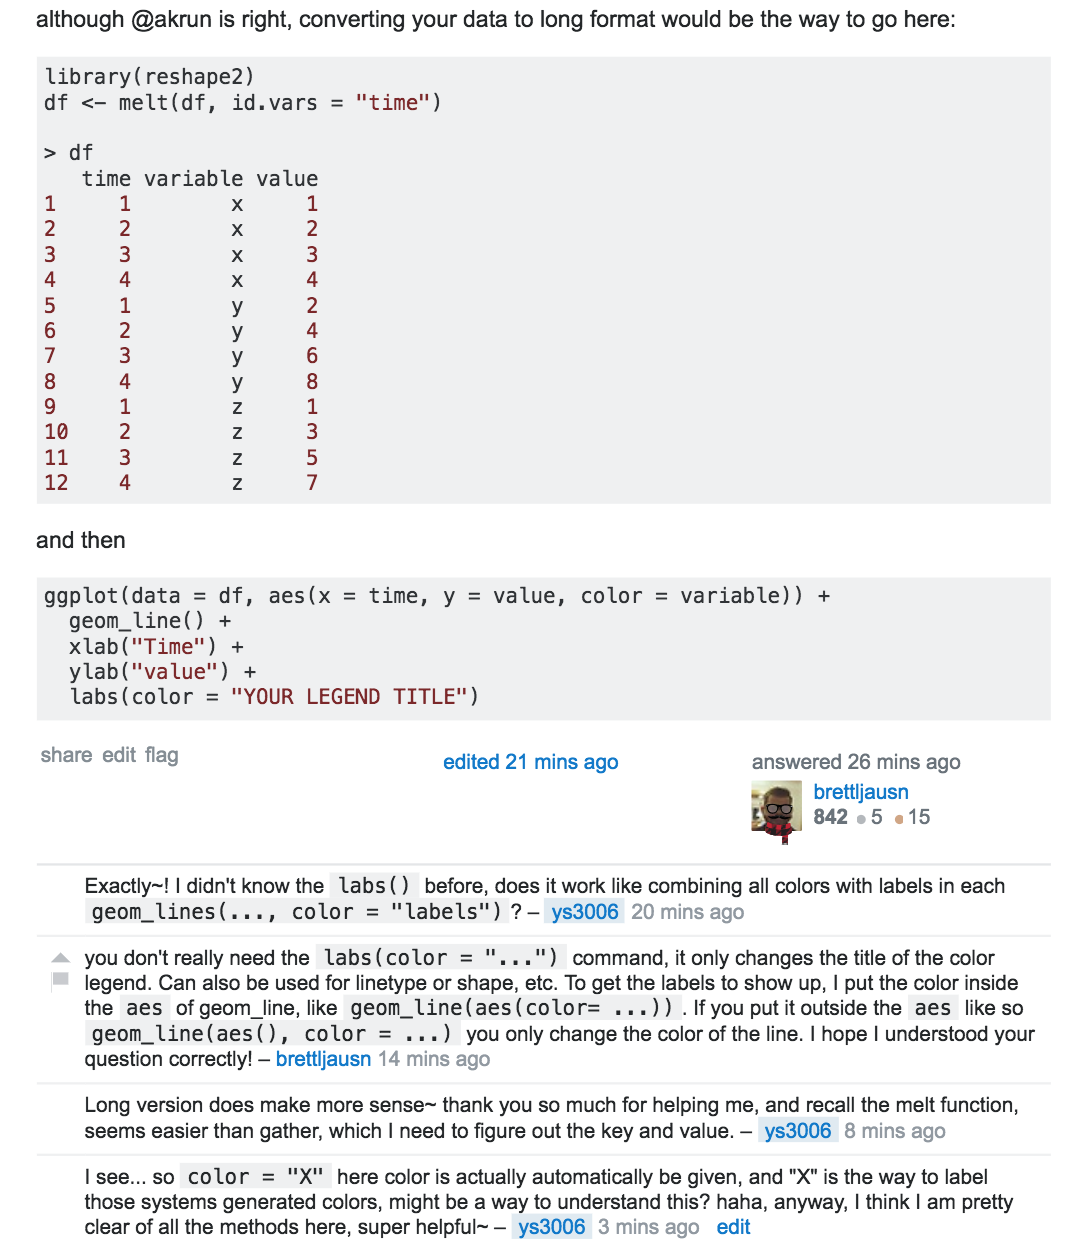 although @akrun is right, converting your data to long format would be the way to go here:
library(reshape2)
df <- melt(df, id.vars = "time")
> df
   time variable value
1     1        x     1
2     2        x     2
3     3        x     3
4     4        x     4
5     1        y     2
6     2        y     4
7     3        y     6
8     4        y     8
9     1        z     1
10    2        z     3
11    3        z     5
12    4        z     7
and then
ggplot(data = df, aes(x = time, y = value, color = variable)) +
  geom_line() +
  xlab("Time") +
  ylab("value") +
  labs(color = "YOUR LEGEND TITLE")
share edit flag
edited 21 mins ago
answered 26 mins ago
brettljausn
842 ● 5 ● 15
Exactly~! I didn't know the labs() before, does it work like combining all colors with labels in each
geom_lines(..., color = "labels") ? – ys3006 20 mins ago
you don't really need the labs(color = "...") command, it only changes the title of the color
legend. Can also be used for linetype or shape, etc. To get the labels to show up, I put the color inside
the aes of geom_line, like geom_line(aes(color= ...)) . If you put it outside the aes like so
geom_line(aes(), color = ...) you only change the color of the line. I hope I understood your
question correctly! – brettljausn 14 mins ago
Long version does make more sense~ thank you so much for helping me, and recall the melt function,
seems easier than gather, which I need to figure out the key and value. – ys3006 8 mins ago
I see... so color = "X" here color is actually automatically be given, and "X" is the way to label
those systems generated colors, might be a way to understand this? haha, anyway, I think I am pretty
clear of all the methods here, super helpful~ – ys3006 3 mins ago edit